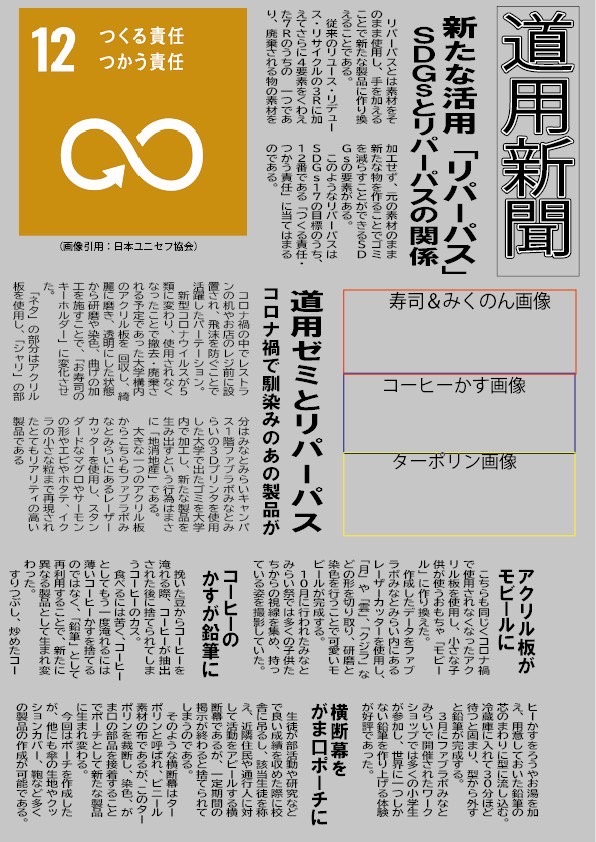 道用新聞
新たな活用「リパーパス」
SDGsとリパーパスの関係
リパーパスとは素材をそ
のまま使用し、手を加える
ことで新たな製品に作り換
えることである。
従来のリユース・リデュー
ス・リサイクルの3Rに加
えてさらに4要素をくわえ
た7Rのうちの一つであ
り、廃棄される物の素材を
加工せず、元の素材のまま
新たな物を作ることでゴミ
を減らすことができるSD
Gsの要素がある。
このようなリパーパスは
SDGs17の目標のうち、
12番である「つくる責任・
つかう責任」に当てはまる
のである。
12 つくる責任
つかう責任
(画像引用:日本ユニセフ協会)
寿司&みくのん画像
コーヒーかす画像
ターポリン画像
道用ゼミとリパーパス
コロナ禍で馴染みのあの製品が
コロナ禍の中でレストラ
ンの机やお店のレジ前に設
置され、飛沫を防ぐことで
活躍したパーテーション。
新型コロナウイルスが5
類に変わり、使用されなく
なったことで撤去・廃棄さ
れる予定であった大学構内
のアクリル板を回収し、綺
麗に磨き、透明にした状態
から研磨や染色、曲げの加
工を施すことで、「お寿司の
キーホルダー」に変化させ
た。
「ネタ」の部分はアクリル
板を使用し、「シャリ」の部
分はみなとみらいキャンパ
ス1階ファブラボみなとみ
らいの3Dプリンタを使用
した大学で出たゴミを大学
内で加工し、新たな製品を
生み出すという行為はまさ
に「地消地産」である。
大きな一つのアクリル板
からこちらもファブラボみ
なとみらいにあるレーザー
カッターを使用し、スタン
ダードなマグロやサーモン
の形やエビやホタテ、イク
ラの小さな粒まで再現され
たとてもリアリティの高い
製品である
アクリル板が
モビールに
こちらも同じくコロナ禍
で使用されなくなったアク
リル板を使用し、小さな子
供が使うおもちゃ「モビー
ル」に作り換えた。
作成したデータをファブ
ラボみなとみらい内にある
レーザーカッターを使用し、
「月」や「雲」、「クジラ」な
どの形を切り取り、研磨と
染色を行うことで可愛いモ
ビールが完成する。
10月に行われたみなと
みらい祭では多くの子供た
ちからの視線を集め、持っ
ている姿を撮影していた。
コーヒーの
かすが鉛筆に
挽いた豆からコーヒーを
淹れる際、コーヒーが抽出
された後に捨てられてしま
うコーヒーのカス。
食べるには苦く、コーヒー
としてもう一度淹れるには
薄いコーヒーかすを捨てる
のではなく、「鉛筆」として
再利用することで、新たに
異なる製品として生まれ変
わった。
すりつぶし、炒めたコー
ヒーかすをろうやお湯を加
え、用意しておいた鉛筆の
芯のまわりに型に流し込む。
冷蔵庫に入れて30分ほど
待つと固まり、型から外す
と鉛筆が完成する。
3月にファブラボみなと
みらいで開催されたワーク
ショップでは多くの小学生
が参加し、世界に一つしか
ない鉛筆を作り上げる体験
が好評であった。
横断幕を
がま口ポーチに
生徒が部活動や研究など
で良い成績を収めた際に校
舎に吊るし、該当生徒を称
え、近隣住民や通行人に対
して活動をアピールする横
断幕であるが、一定期間の
掲示が終わると捨てられて
しまうのである。
そのような横断幕はター
ポリンと呼ばれ、ビニール
素材の布であるが、このター
ポリンを裁断し、染色、が
ま口の部品を接着すること
でポーチとして新たな製品
に生まれ変わる。
今回はポーチを作成した
が、他にも傘の生地やクッ
ションカバー、鞄など多く
の製品の作成が可能である。